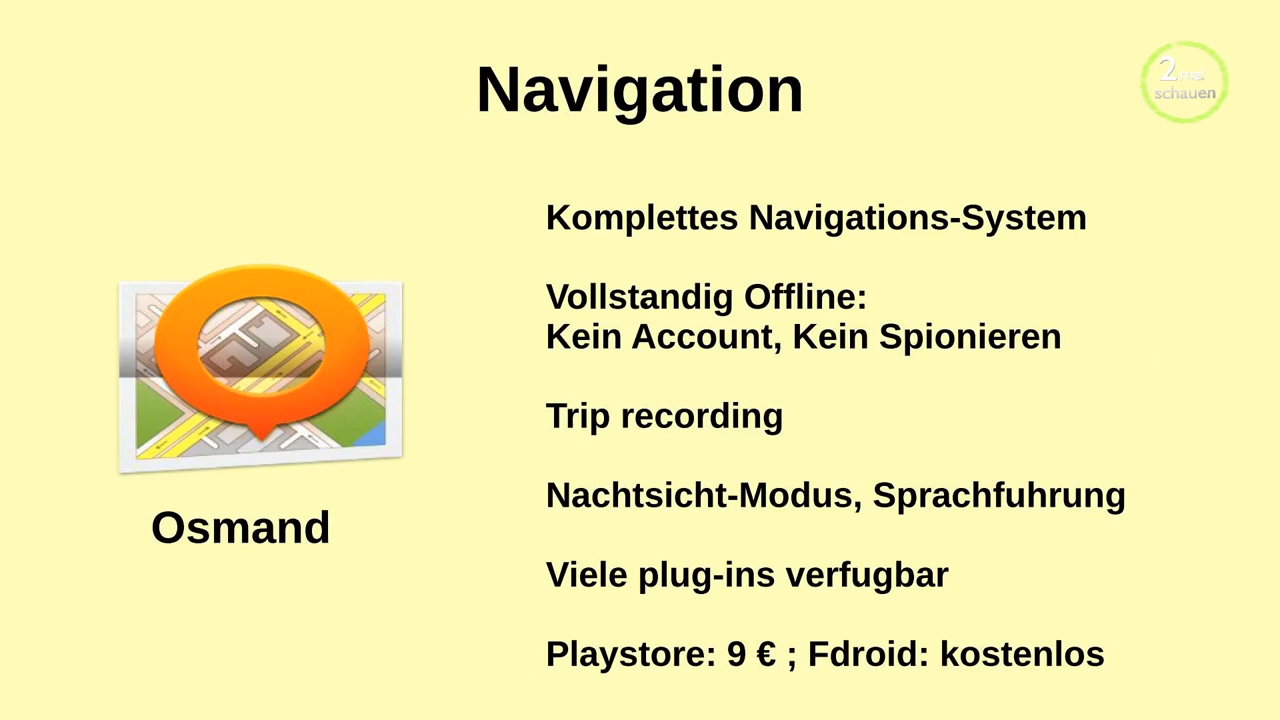 Navigation
2 mal
schauen
Komplettes Navigations-System
Vollstandig Offline:
Kein Account, Kein Spionieren
Trip recording
Nachtsicht-Modus, Sprachfuhrung
Viele plug-ins verfugbar
Playstore: 9 € ; Fdroid: kostenlos
Osmand